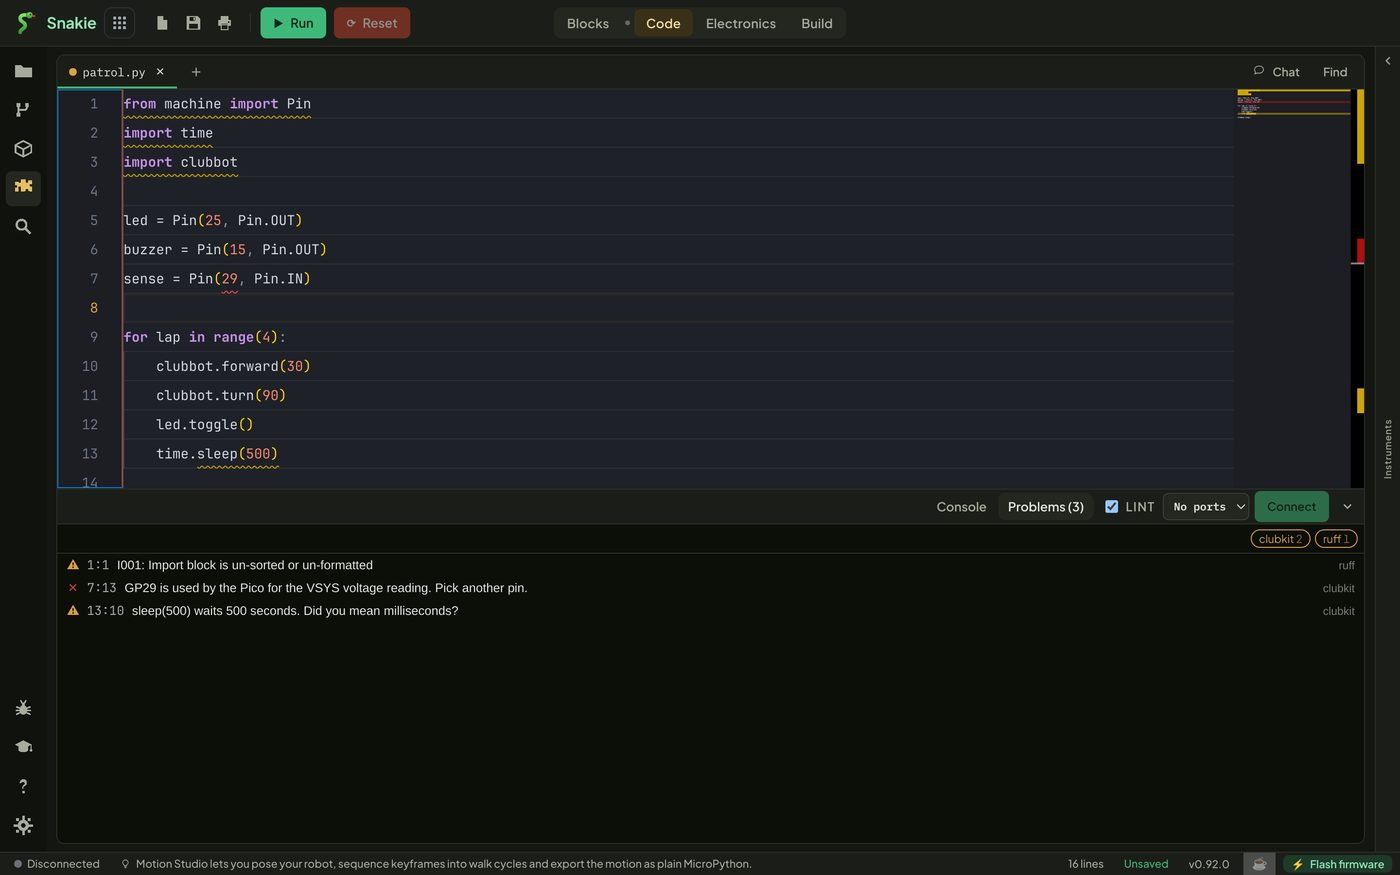 Snakie
Run
Reset
Blocks
Code
Electronics
Build
patrol.py
Chat
Find
1 from machine import Pin
2 import time
3 import clubbot
4
5 led = Pin(25, Pin.OUT)
6 buzzer = Pin(15, Pin.OUT)
7 sense = Pin(29, Pin.IN)
8
9 for lap in range(4):
10 clubbot.forward(30)
11 clubbot.turn(90)
12 led.toggle()
13 time.sleep(500)
14
Instruments
Console
Problems (3)
LINT
No ports
Connect
clubkit 2
ruff 1
1:1 I001: Import block is un-sorted or un-formatted ruff
7:13 GP29 is used by the Pico for the VSYS voltage reading. Pick another pin. clubkit
13:10 sleep(500) waits 500 seconds. Did you mean milliseconds? clubkit
?
Disconnected
Motion Studio lets you pose your robot, sequence keyframes into walk cycles and export the motion as plain MicroPython.
16 lines
Unsaved
v0.92.0
Flash firmware